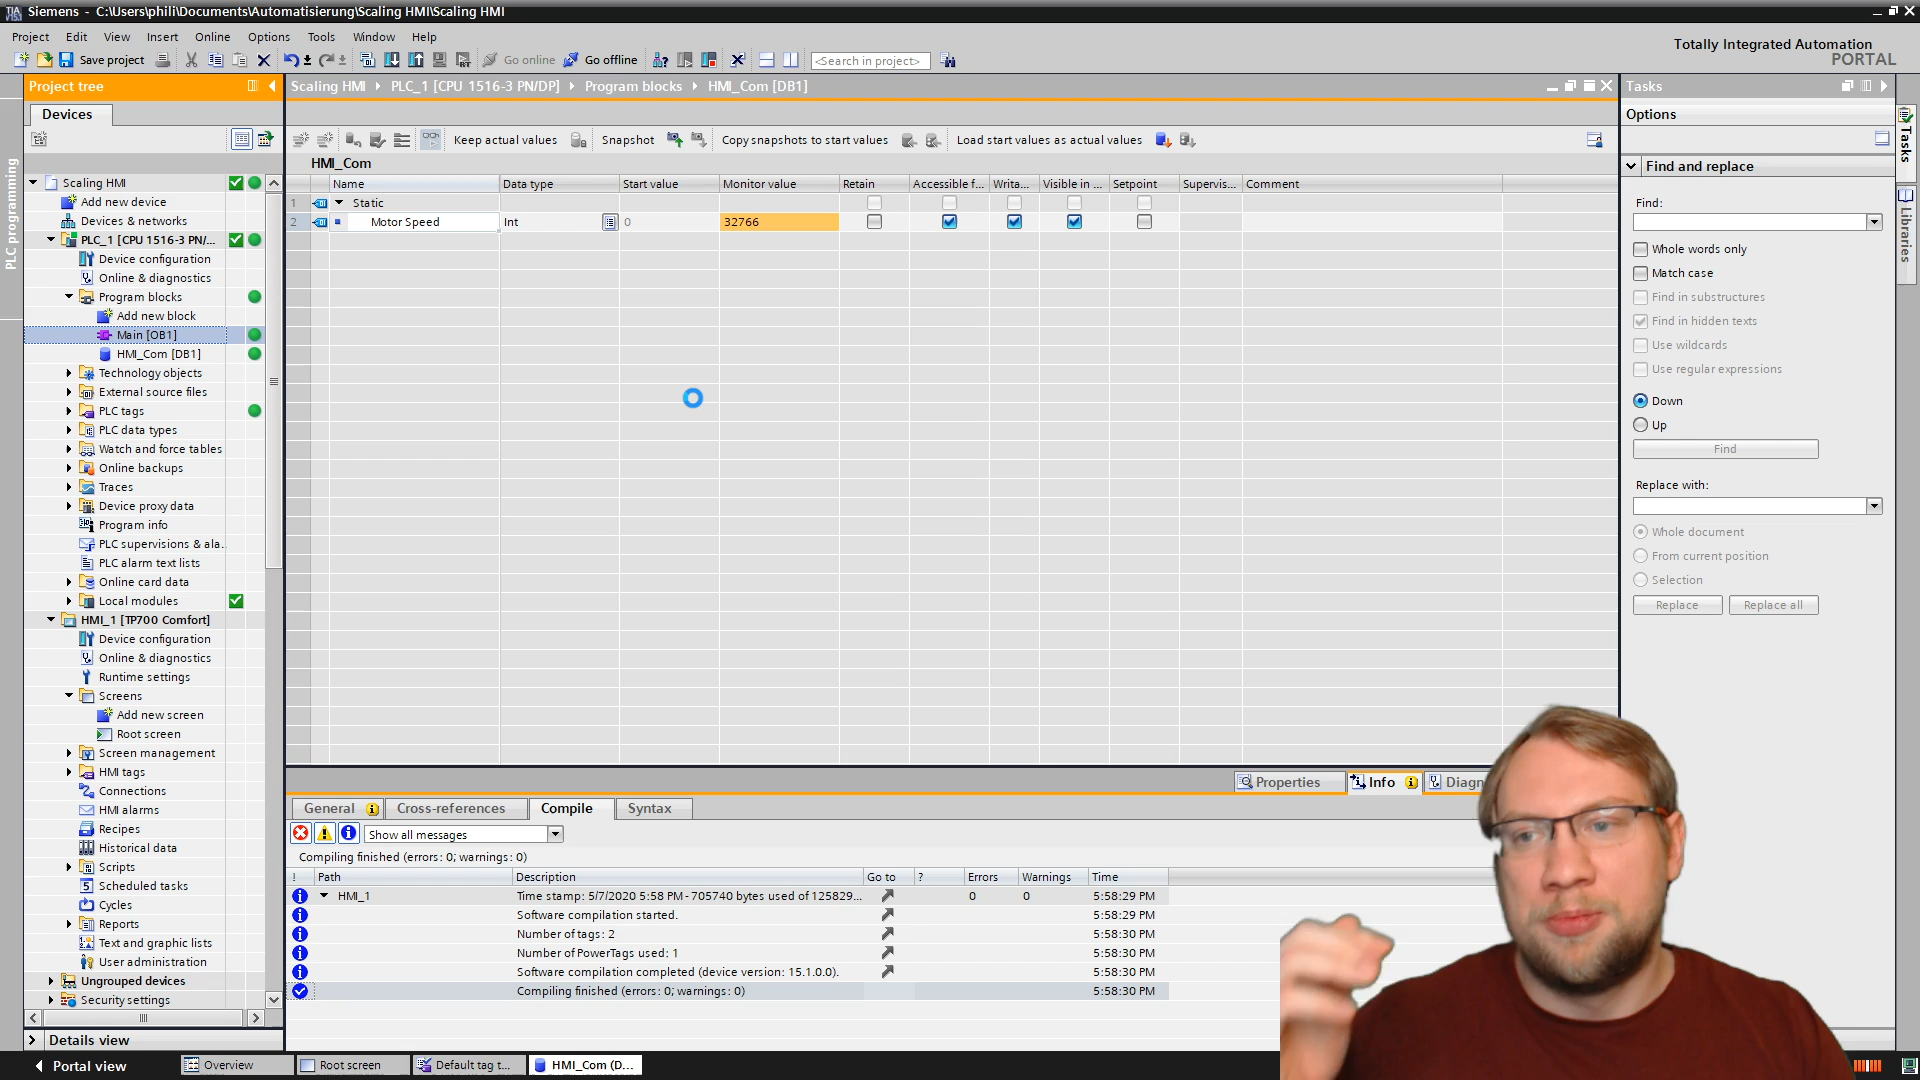 Siemens - C:\Users\phili\Documents\Automatisierung\Scaling HMI\Scaling HMI
Project Edit View Insert Online Options Tools Window Help
Totally Integrated Automation
PORTAL
Save project Go online Go offline <Search in project>
Project tree
Scaling HMI PLC_1 [CPU 1516-3 PN/DP] Program blocks HMI_Com [DB1]
Tasks
Devices
Options
Keep actual values Snapshot Copy snapshots to start values Load start values as actual values
PLC programming
Tasks
Libraries
HMI_Com
Name Data type Start value Monitor value Retain Accessible f... Writa... Visible in ... Setpoint Supervis... Comment
1 Static
2 Motor Speed Int 0 32766
Scaling HMI
Add new device
Devices & networks
PLC_1 [CPU 1516-3 PN/...
Device configuration
Online & diagnostics
Program blocks
Add new block
Main [OB1]
HMI_Com [DB1]
Technology objects
External source files
PLC tags
PLC data types
Watch and force tables
Online backups
Traces
Device proxy data
Program info
PLC supervisions & ala..
PLC alarm text lists
Online card data
Local modules
HMI_1 [TP700 Comfort]
Device configuration
Online & diagnostics
Runtime settings
Screens
Add new screen
Root screen
Screen management
HMI tags
Connections
HMI alarms
Recipes
Historical data
Scripts
Scheduled tasks
Cycles
Reports
Text and graphic lists
User administration
Ungrouped devices
Security settings
Details view
Find and replace
Find:
Whole words only
Match case
Find in substructures
Find in hidden texts
Use wildcards
Use regular expressions
Down
Up
Find
Replace with:
Whole document
From current position
Selection
Replace Replace all
Properties Info Diagn
General Cross-references Compile Syntax
Show all messages
Compiling finished (errors: 0; warnings: 0)
! Path Description Go to ? Errors Warnings Time
HMI_1 Time stamp: 5/7/2020 5:58 PM - 705740 bytes used of 125829... 0 0 5:58:29 PM
Software compilation started. 5:58:29 PM
Number of tags: 2 5:58:30 PM
Number of PowerTags used: 1 5:58:30 PM
Software compilation completed (device version: 15.1.0.0). 5:58:30 PM
Compiling finished (errors: 0; warnings: 0) 5:58:30 PM
Portal view Overview Root screen Default tag t... HMI_Com (D...